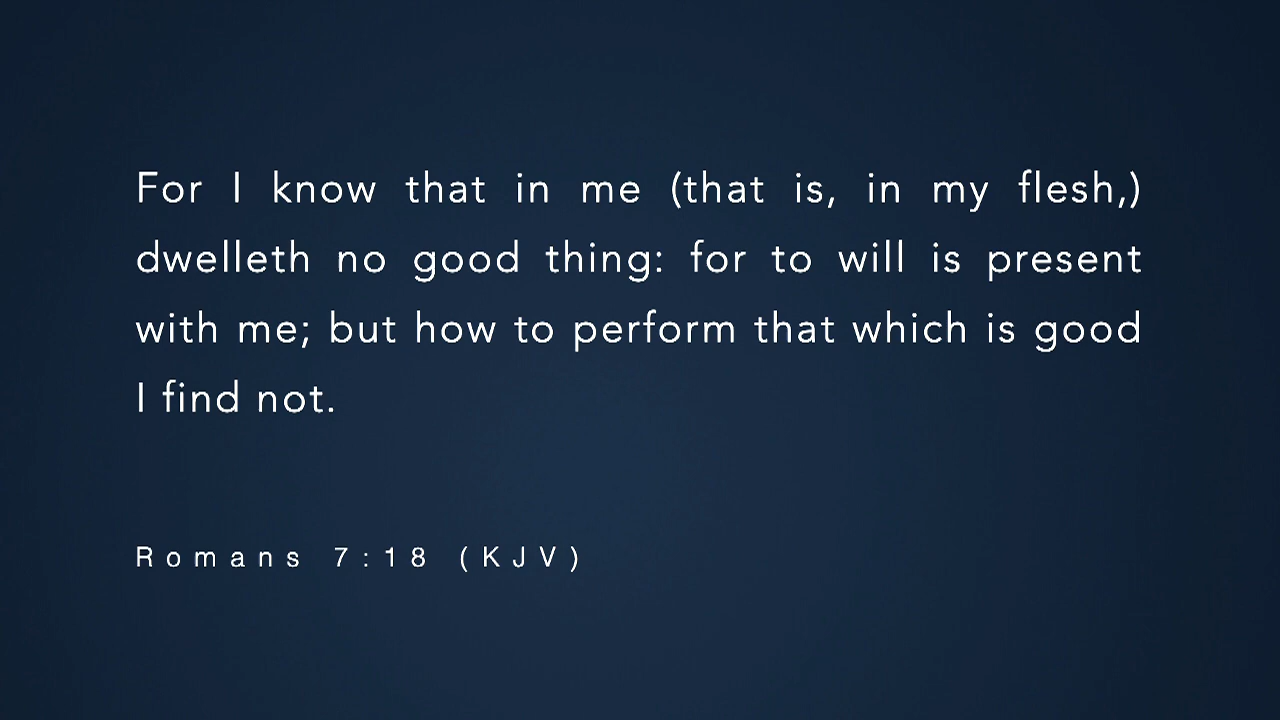 For I know that in me (that is, in my flesh,)
dwelleth no good thing: for to will is present
with me; but how to perform that which is good
I find not.
Romans 7:18 (KJV)